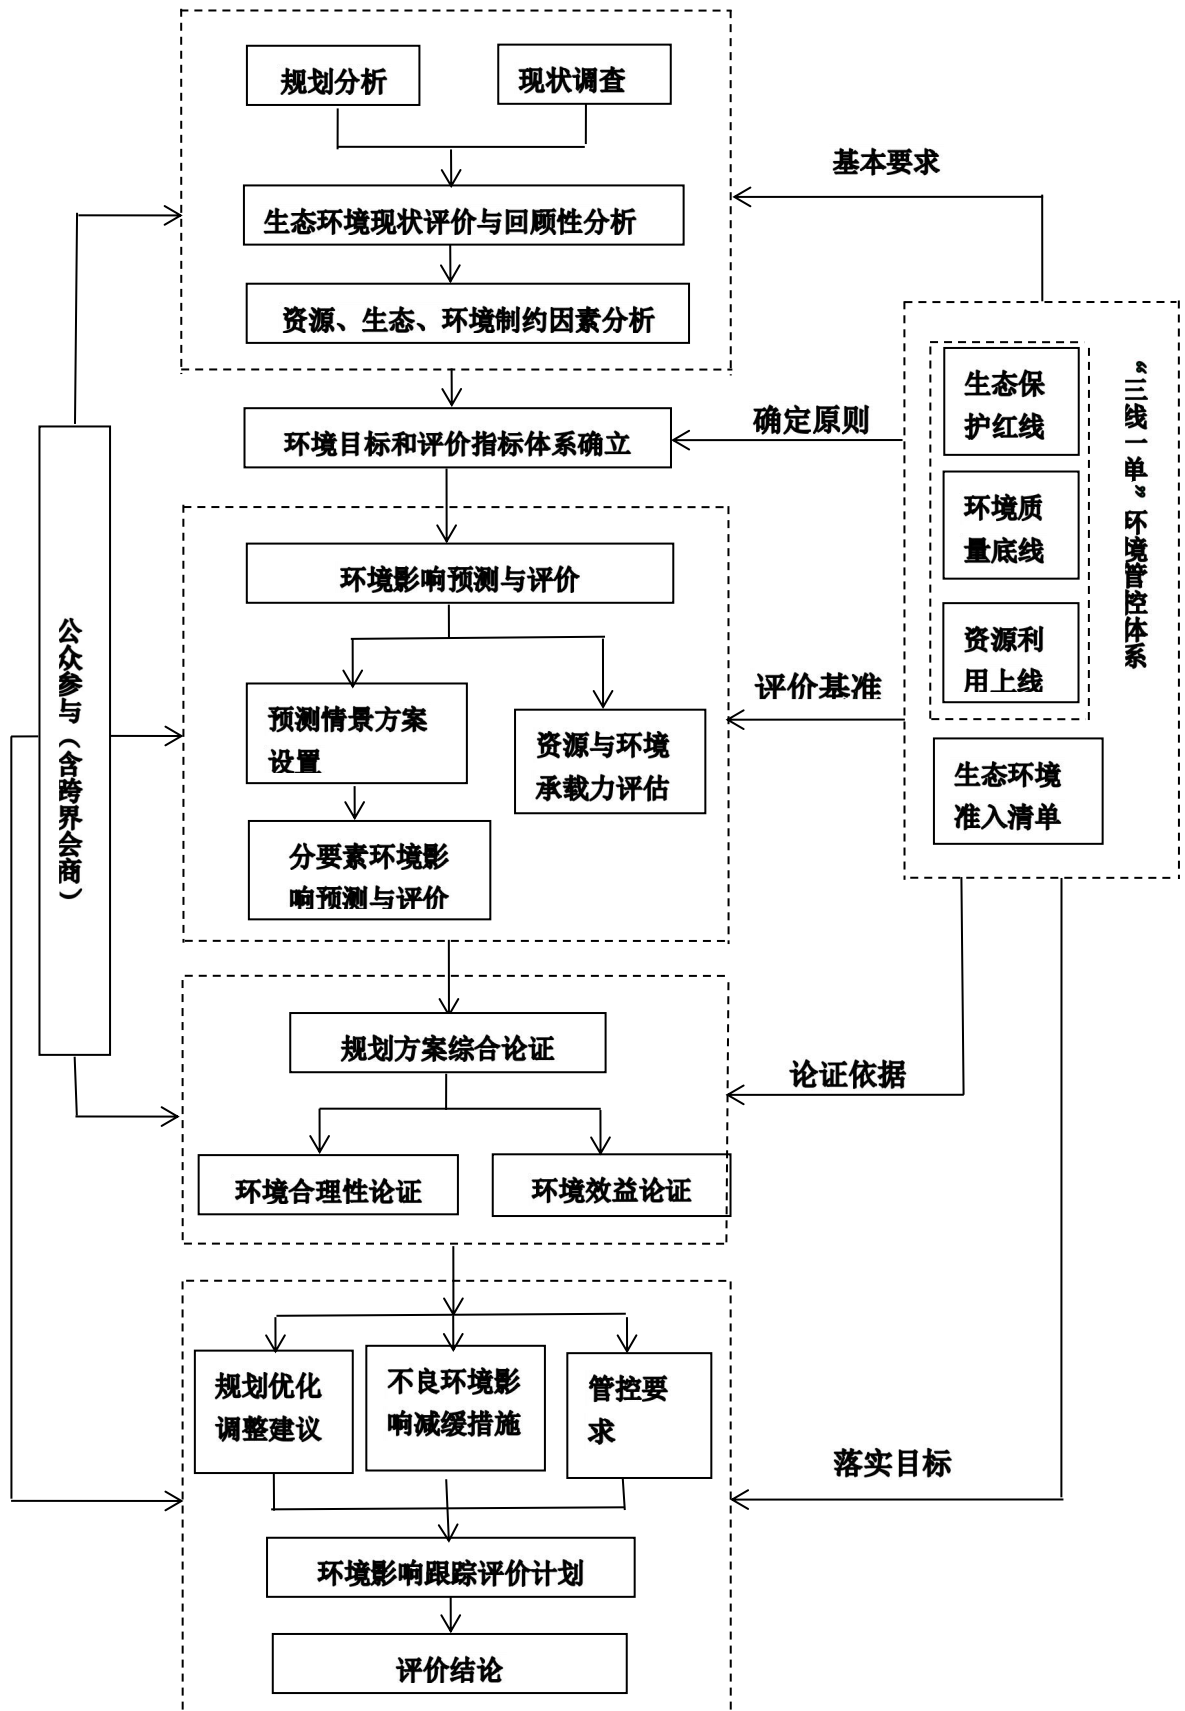 规划分析
现状调查
基本要求
生态环境现状评价与回顾性分析
资源、生态、环境制约因素分析
生态保
护红线
“三线一单”环境管控体系
确定原则
环境目标和评价指标体系确立
环境质
量底线
环境影响预测与评价
资源利
用上线
公众参与（含跨界会商）
评价基准
预测情景方案
设置
资源与环境
承载力评估
生态环境
准入清单
分要素环境影
响预测与评价
规划方案综合论证
论证依据
环境合理性论证
环境效益论证
规划优化
调整建议
不良环境影
响减缓措施
管控要
求
落实目标
环境影响跟踪评价计划
评价结论